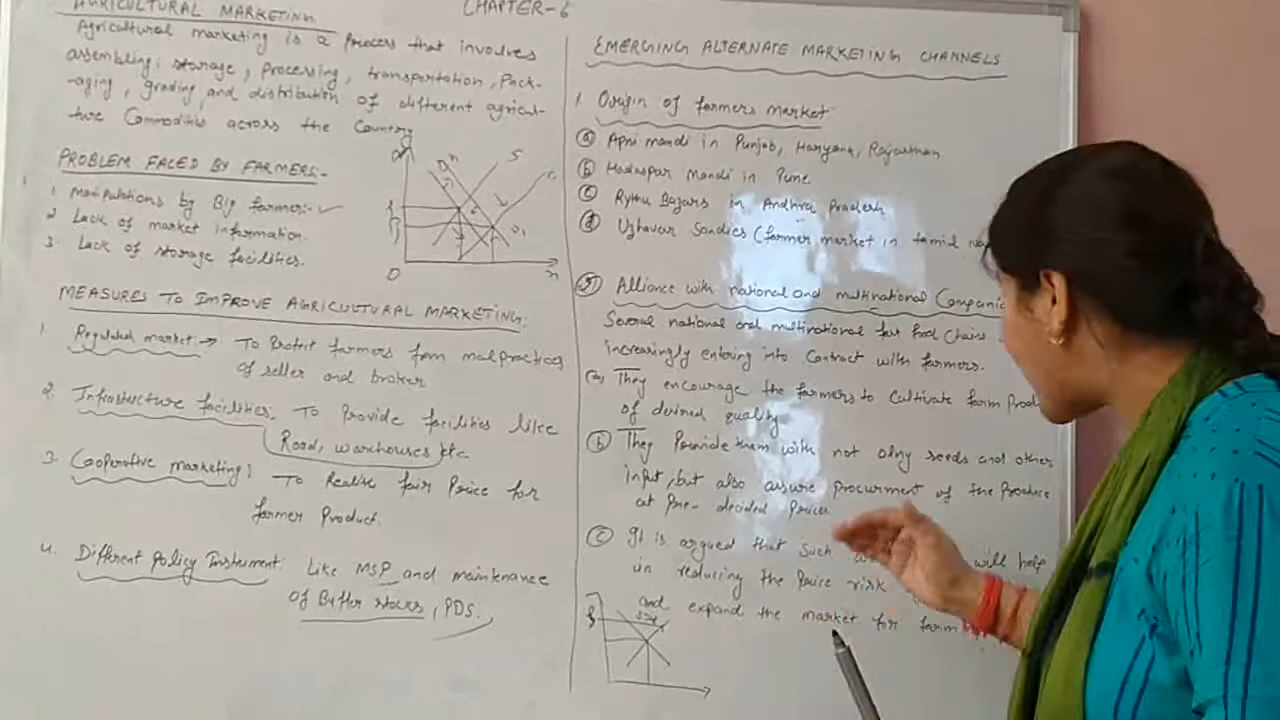 AGRICULTURAL MARKETING
CHAPTER-6
Agricultural marketing is a process that involves
assembling, storage, processing, transportation, Pack-
-aging, grading and distribution of different agricul-
ture Commodities across the Country
PROBLEM FACED BY FARMERS:-
1 Manipulations by Big farmer:-
2 Lack of market information.
3. Lack of storage facilities.
S
O
MEASURES TO IMPROVE AGRICULTURAL MARKETING:
1. Regulated market:→ To Protect farmers from malpractices
of seller and broker
2. Infrastructure facilities. To Provide facilities like
Road, warehouses etc
3. Cooperative marketing: To Realise fair Price for
farmer Product.
4. Different Policy Instrument: Like MSP and maintenance
of Buffer stocks, PDS.
EMERGING ALTERNATE MARKETING CHANNELS
1 Origin of farmers market
(a) Apni mandi in Punjab, Haryana, Rajasthan
(b) Hadaspar Mandi in Pune
(c) Rythu Bajars in Andhra Pradesh
(d) Uzhavar Sandies (farmer market in tamil
Alliance with national and multinational
Several national and multinational fast food Chains
increasingly entering into Contract with farmers.
(a) They encourage the farmers to Cultivate farm
of desired quality
(b) They Provide them with not olny seeds and other
input, but also assure procurment of the Produce
at Pre-decided Prices
(c) It is argued that such will help
in reducing the Price risk
and expand the market for farm